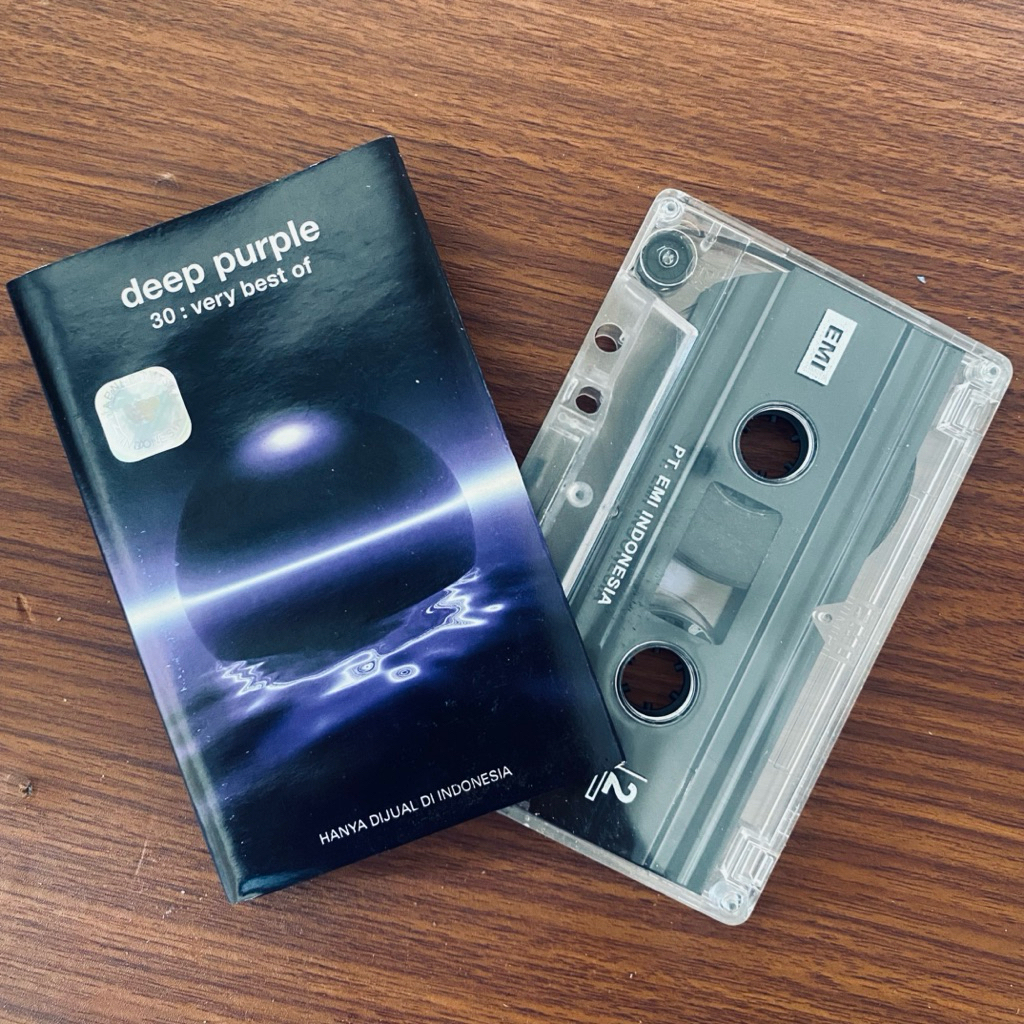 deep purple
30 : very best of
HANYA DIJUAL DI INDONESIA
EMI
PT. EMI INDONESIA
2